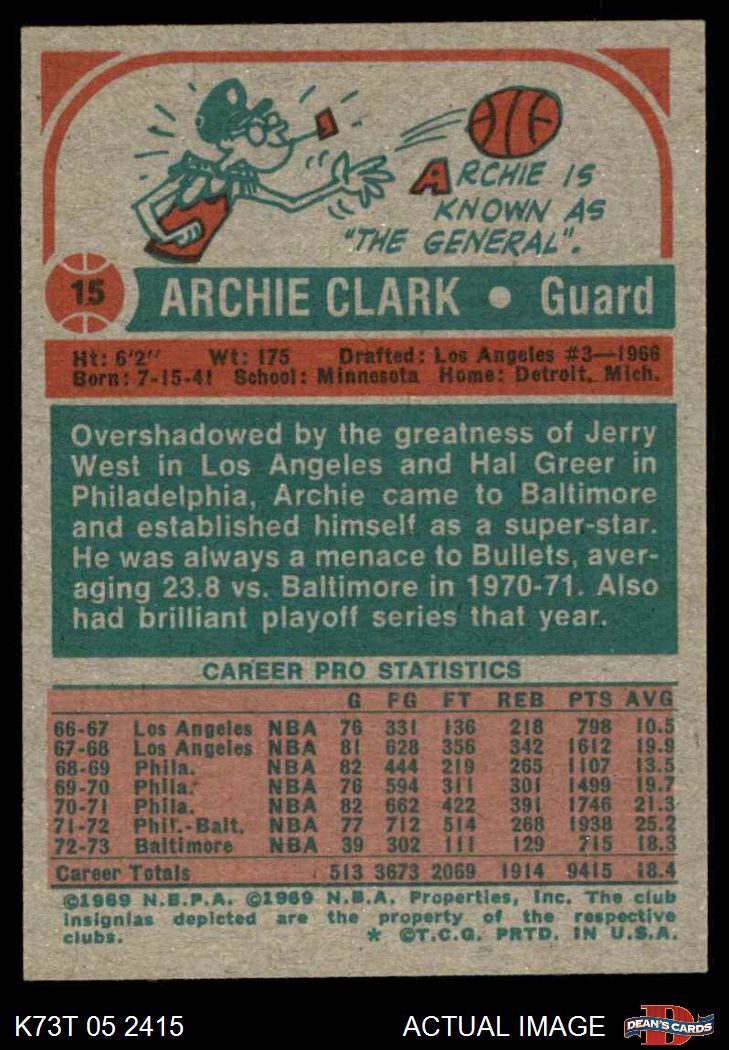 ARCHIE IS
KNOWN AS
"THE GENERAL".
15 ARCHIE CLARK • Guard
Ht: 6'2" Wt: 175 Drafted: Los Angeles #3—1966
Born: 7-15-41 School: Minnesota Home: Detroit, Mich.
Overshadowed by the greatness of Jerry
West in Los Angeles and Hal Greer in
Philadelphia, Archie came to Baltimore
and established himself as a super-star.
He was always a menace to Bullets, aver-
aging 23.8 vs. Baltimore in 1970-71. Also
had brilliant playoff series that year.
CAREER PRO STATISTICS
G FG FT REB PTS AVG
66-67 Los Angeles NBA 76 331 136 218 798 10.5
67-68 Los Angeles NBA 81 628 356 342 1612 19.9
68-69 Phila. NBA 82 444 219 265 1107 13.5
69-70 Phila. NBA 76 594 311 301 1499 19.7
70-71 Phila. NBA 82 662 422 391 1746 21.3
71-72 Phil.-Balt. NBA 77 712 514 268 1938 25.2
72-73 Baltimore NBA 39 302 111 129 715 18.3
Career Totals 513 3673 2069 1914 9415 18.4
©1969 N.B.P.A. ©1969 N.B.A. Properties, Inc. The club
insignias depicted are the property of the respective
clubs. * ©T.C.G. PRTD. IN U.S.A.
K73T 05 2415 ACTUAL IMAGE D DEAN'S CARDS